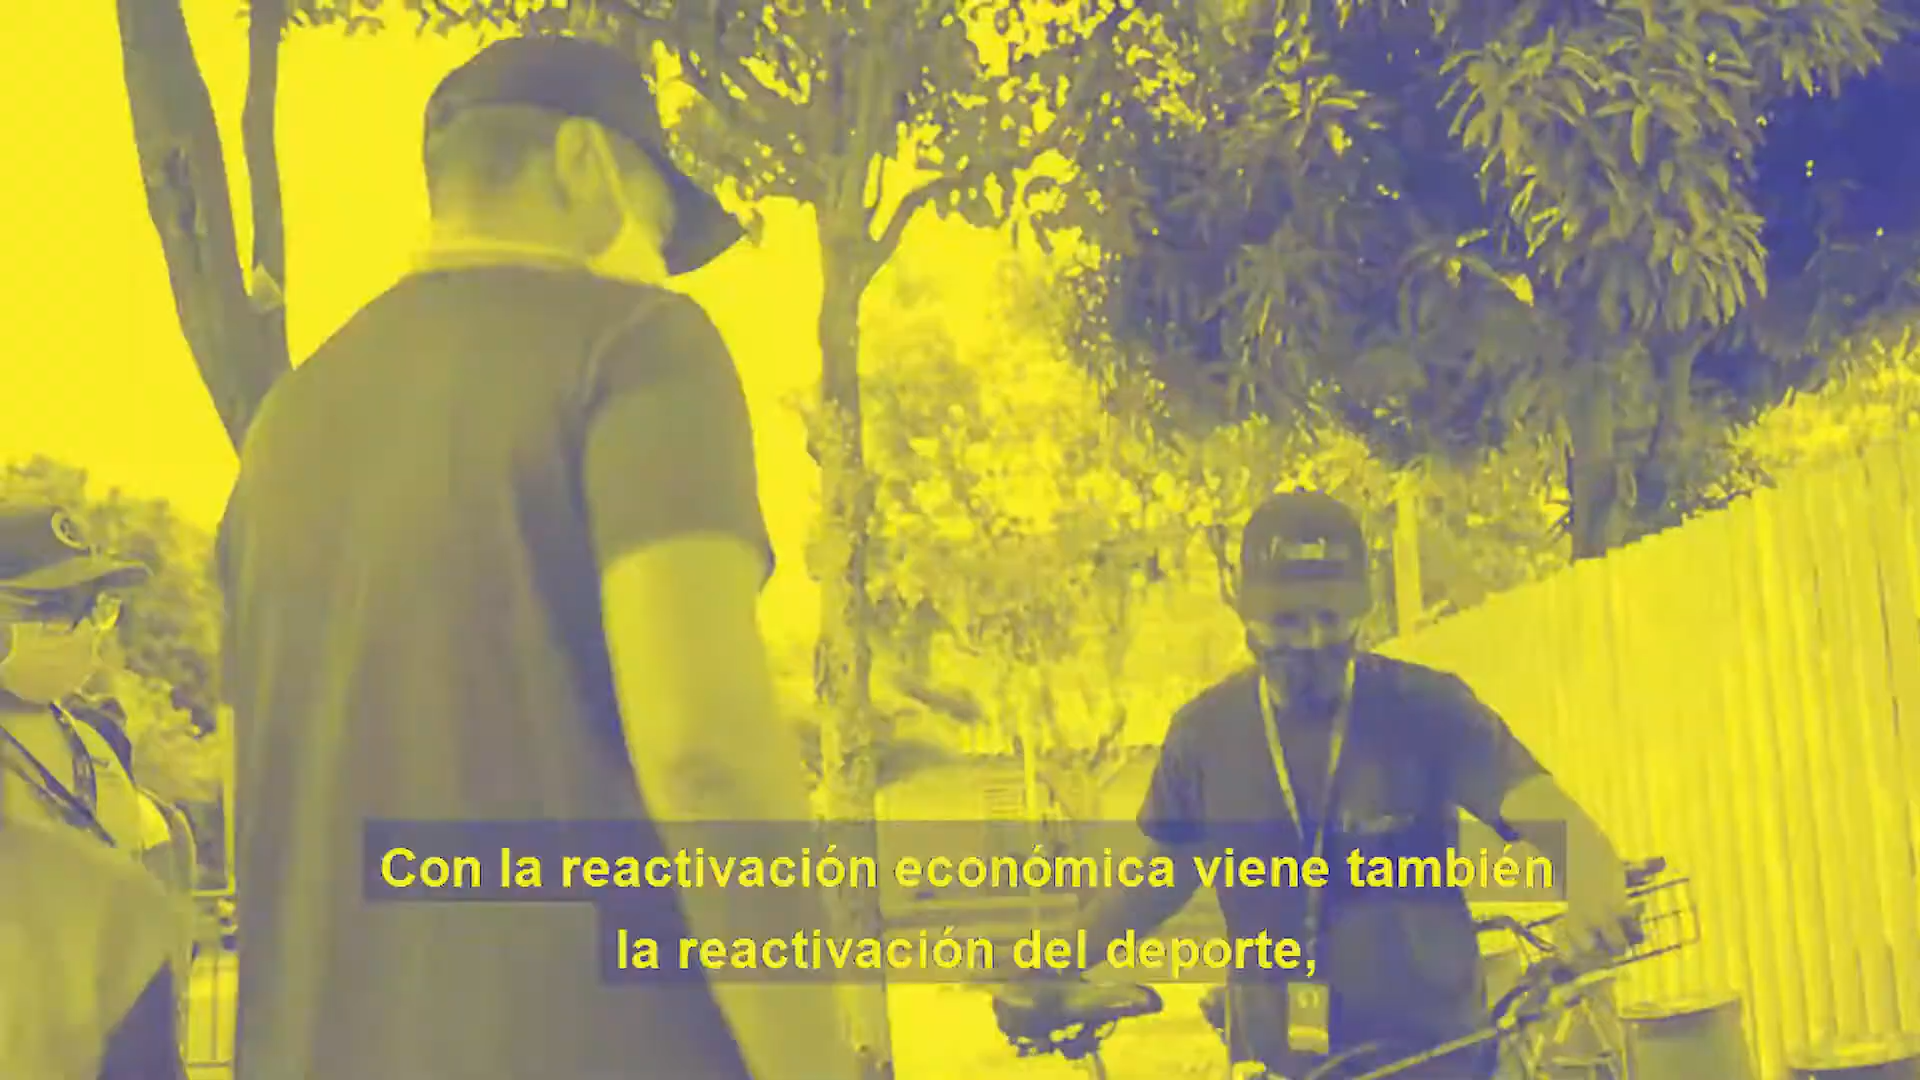 Con la reactivación económica viene también
la reactivación del deporte,